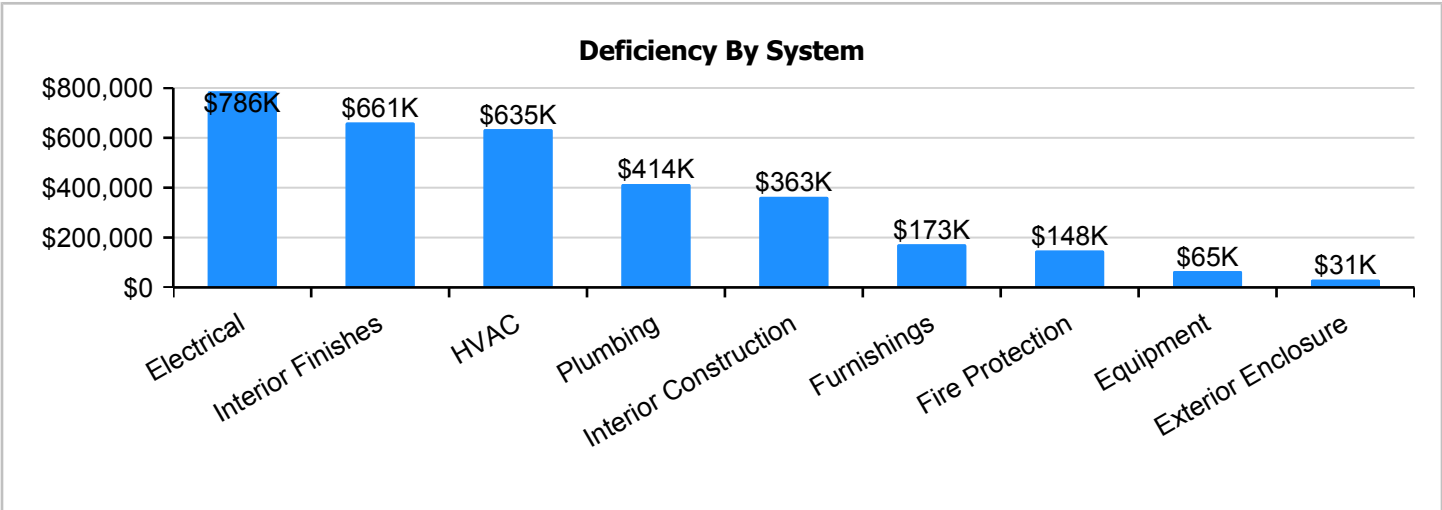 Deficiency By System
$800,000
$600,000
$400,000
$200,000
$0
$786K
$661K
$635K
$414K
$363K
$173K
$148K
$65K
$31K
Electrical
Interior Finishes
HVAC
Plumbing
Interior Construction
Furnishings
Fire Protection
Equipment
Exterior Enclosure